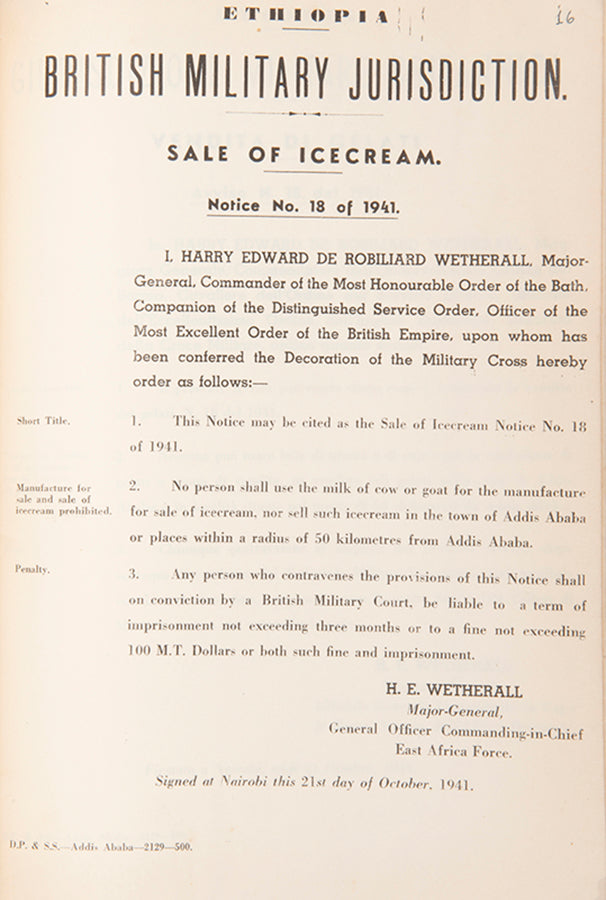 ETHIOPIA
16
BRITISH MILITARY JURISDICTION.
SALE OF ICECREAM.
Notice No. 18 of 1941.
I, HARRY EDWARD DE ROBILIARD WETHERALL, Major-
General, Commander of the Most Honourable Order of the Bath,
Companion of the Distinguished Service Order, Officer of the
Most Excellent Order of the British Empire, upon whom has
been conferred the Decoration of the Military Cross hereby
order as follows:—
Short Title.
1. This Notice may be cited as the Sale of Icecream Notice No. 18
of 1941.
Manufacture for
sale and sale of
icecream prohibited.
2. No person shall use the milk of cow or goat for the manufacture
for sale of icecream, nor sell such icecream in the town of Addis Ababa
or places within a radius of 50 kilometres from Addis Ababa.
Penalty.
3. Any person who contravenes the provisions of this Notice shall
on conviction by a British Military Court, be liable to a term of
imprisonment not exceeding three months or to a fine not exceeding
100 M.T. Dollars or both such fine and imprisonment.
H. E. WETHERALL
Major-General,
General Officer Commanding-in-Chief
East Africa Force.
Signed at Nairobi this 21st day of October, 1941.
D.P. & S.S.—Addis Ababa—2129—500.